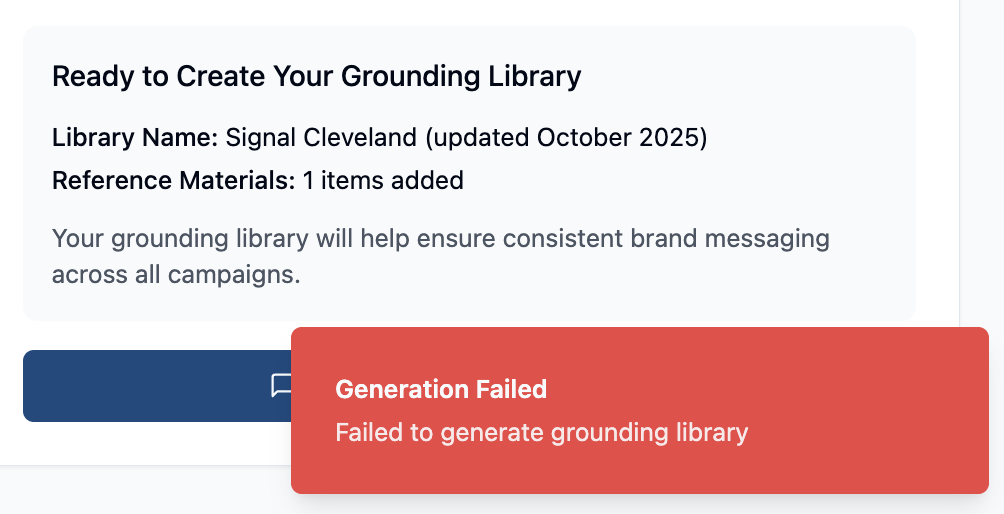 Ready to Create Your Grounding Library
Library Name: Signal Cleveland (updated October 2025)
Reference Materials: 1 items added
Your grounding library will help ensure consistent brand messaging
across all campaigns.
Generation Failed
Failed to generate grounding library